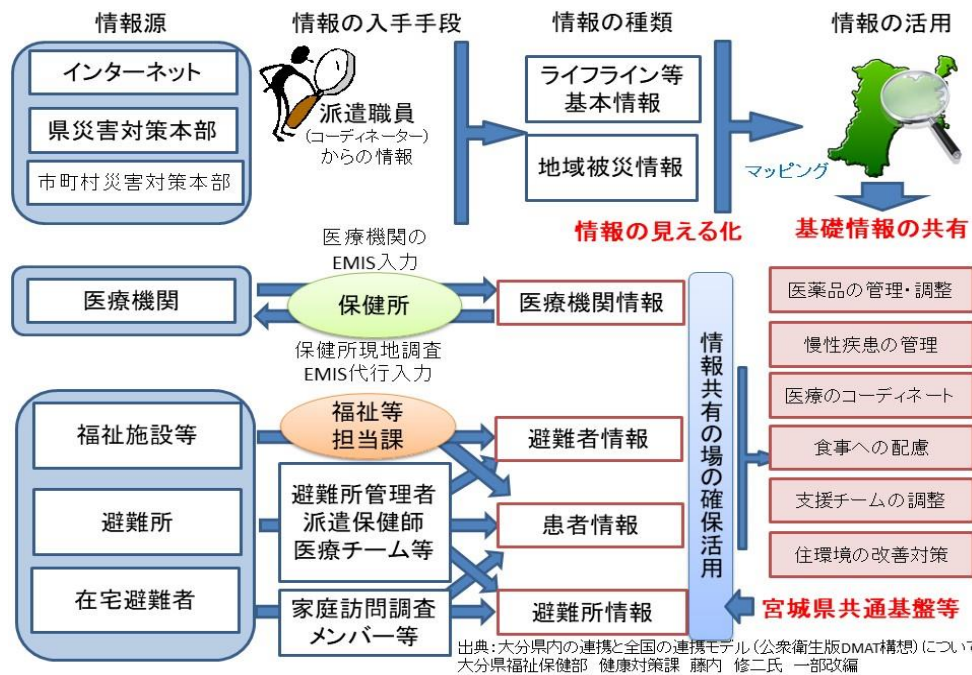 情報源
情報の入手手段
情報の種類
情報の活用
インターネット
県災害対策本部
市町村災害対策本部
派遣職員
(コーディネーター)
からの情報
ライフライン等
基本情報
地域被災情報
マッピング
情報の見える化
基礎情報の共有
医療機関の
EMIS入力
医療機関
保健所
医療機関情報
保健所現地調査
EMIS代行入力
福祉施設等
避難所
在宅避難者
福祉等
担当課
避難所管理者
派遣保健師
医療チーム等
家庭訪問調査
メンバー等
避難者情報
患者情報
避難所情報
情報共有の場の確保活用
医薬品の管理・調整
慢性疾患の管理
医療のコーディネート
食事への配慮
支援チームの調整
住環境の改善対策
宮城県共通基盤等
出典:大分県内の連携と全国の連携モデル(公衆衛生版DMAT構想)につい
大分県福祉保健部 健康対策課 藤内 修二氏 一部改編